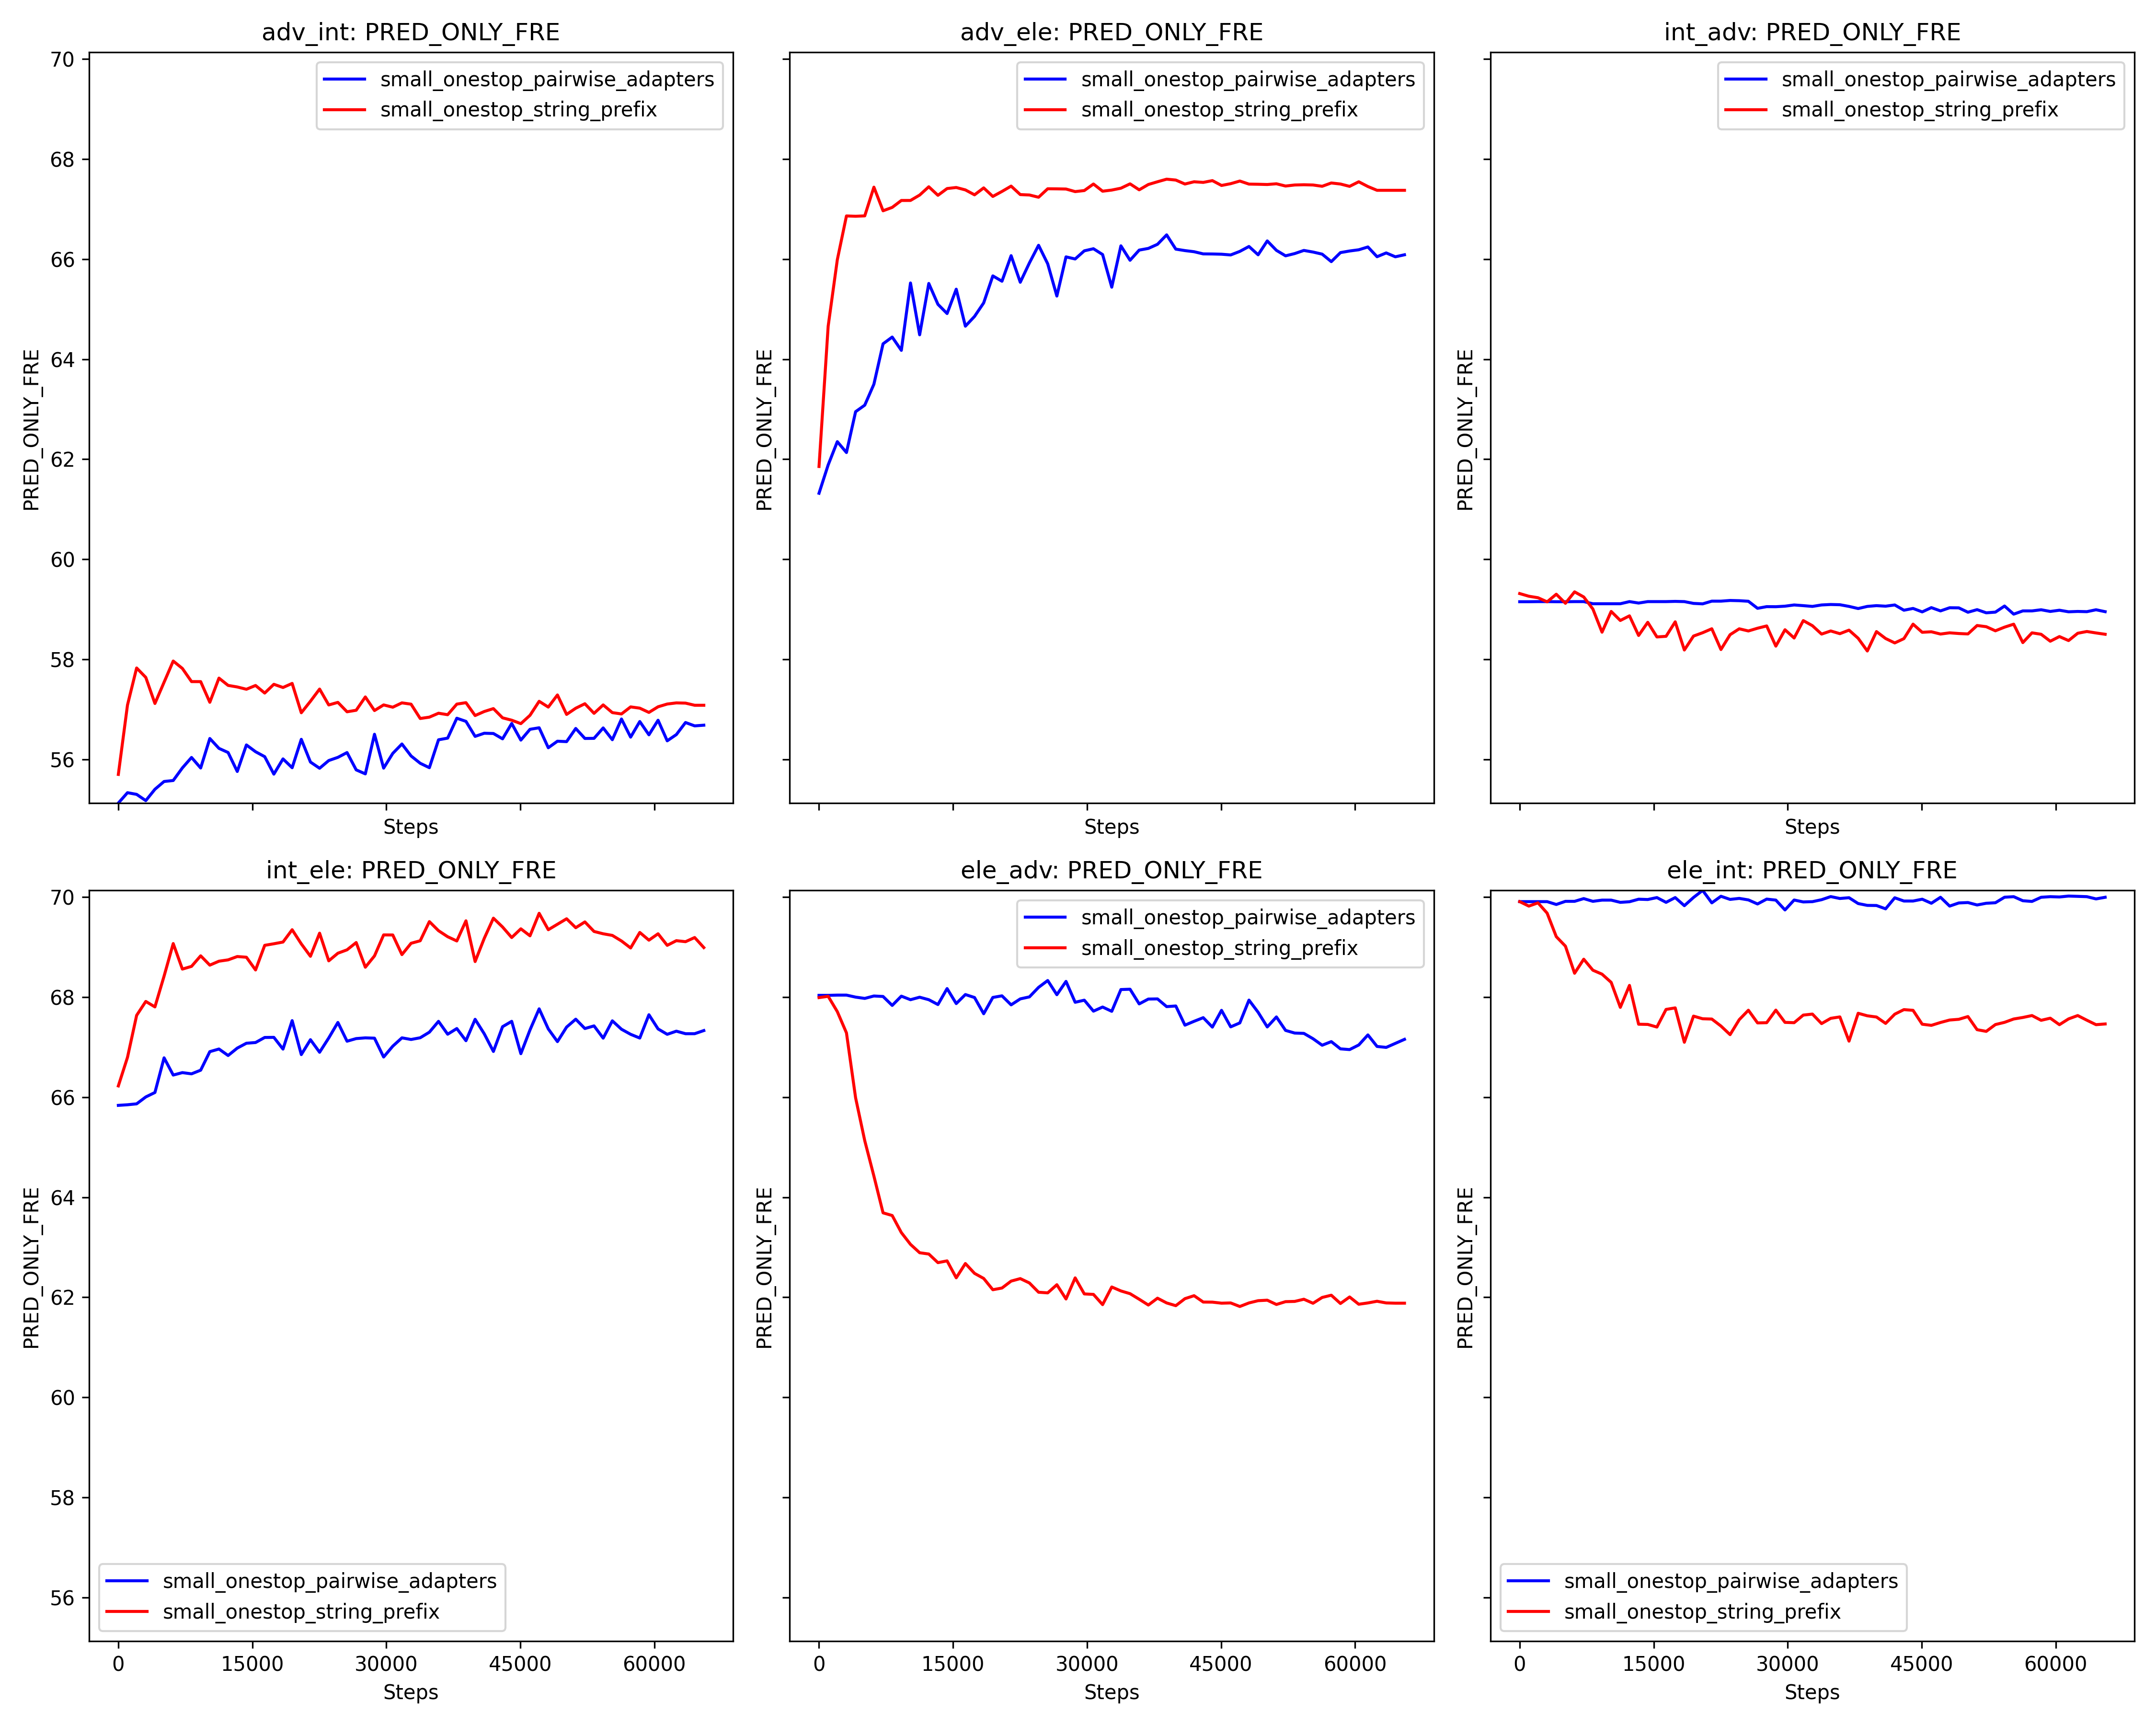 adv_int: PRED_ONLY_FRE
adv_ele: PRED_ONLY_FRE
int_adv: PRED_ONLY_FRE
small_onestop_pairwise_adapters
small_onestop_string_prefix
small_onestop_pairwise_adapters
small_onestop_string_prefix
small_onestop_pairwise_adapters
small_onestop_string_prefix
70
68
66
64
62
60
58
56
PRED_ONLY_FRE
PRED_ONLY_FRE
PRED_ONLY_FRE
Steps
Steps
Steps
int_ele: PRED_ONLY_FRE
ele_adv: PRED_ONLY_FRE
ele_int: PRED_ONLY_FRE
small_onestop_pairwise_adapters
small_onestop_string_prefix
70
68
66
64
62
60
58
56
PRED_ONLY_FRE
PRED_ONLY_FRE
PRED_ONLY_FRE
small_onestop_pairwise_adapters
small_onestop_string_prefix
small_onestop_pairwise_adapters
small_onestop_string_prefix
0 15000 30000 45000 60000
0 15000 30000 45000 60000
0 15000 30000 45000 60000
Steps
Steps
Steps